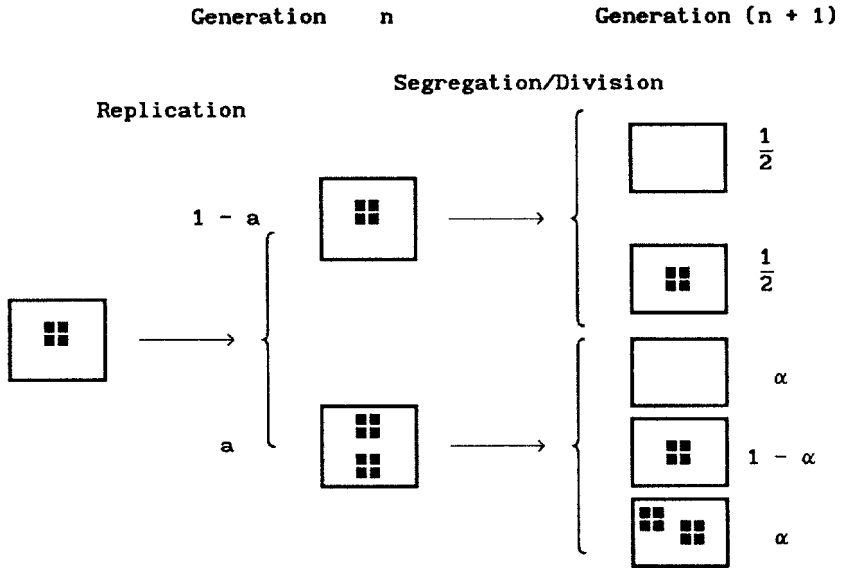 Generation n Generation (n + 1)
Segregation/Division
Replication
1/2
1 - a
1/2
α
a
1 - α
α